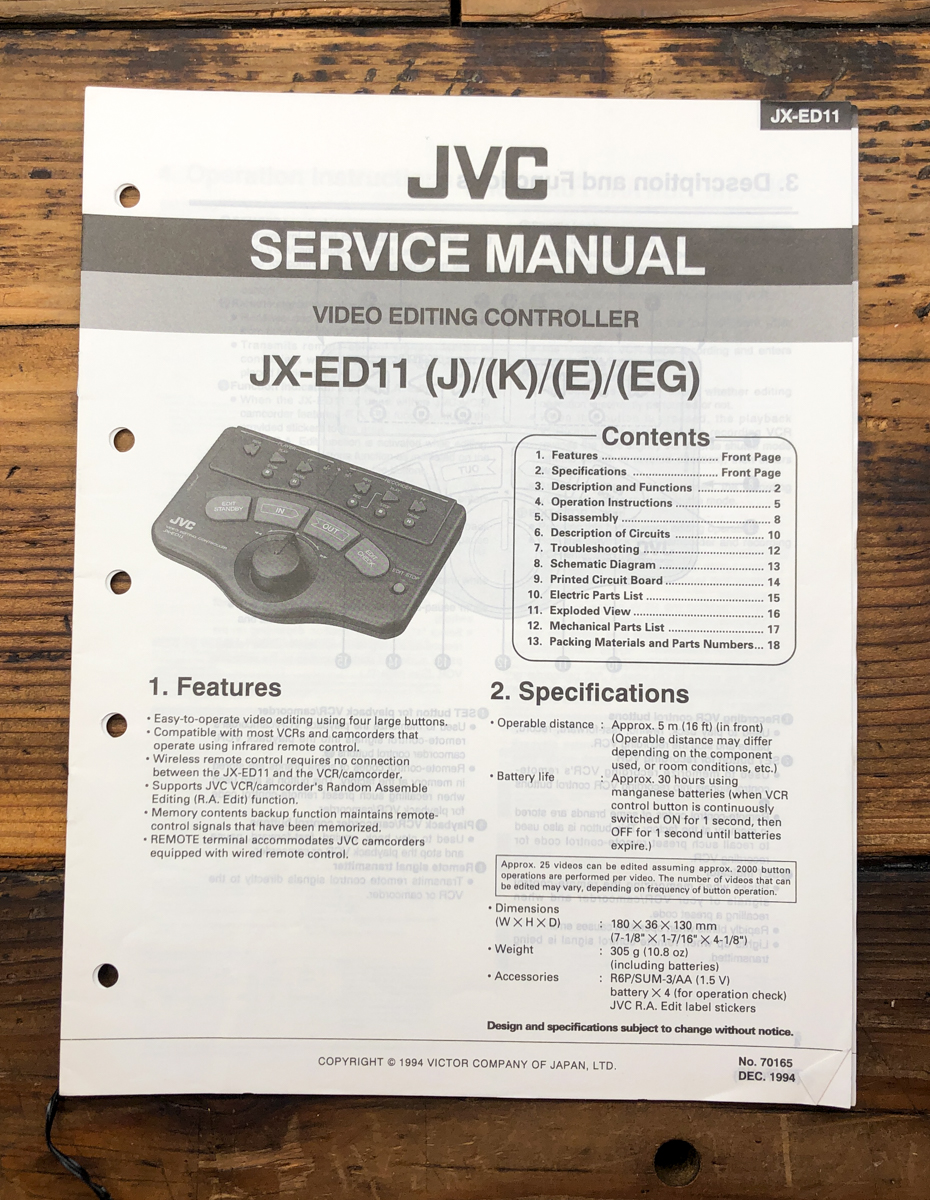 JX-ED11
JVC
SERVICE MANUAL
VIDEO EDITING CONTROLLER
JX-ED11 (J)/(K)/(E)/(EG)
EDIT STANDBY
IN
OUT
EDIT CHECK
EDIT STOP
JVC
Contents
1. Features ................................ Front Page
2. Specifications ....................... Front Page
3. Description and Functions ...................... 2
4. Operation Instructions .......................... 5
5. Disassembly ......................................... 8
6. Description of Circuits ......................... 10
7. Troubleshooting .................................. 12
8. Schematic Diagram .............................. 13
9. Printed Circuit Board ........................... 14
10. Electric Parts List ................................ 15
11. Exploded View .................................... 16
12. Mechanical Parts List .......................... 17
13. Packing Materials and Parts Numbers... 18
1. Features
• Easy-to-operate video editing using four large buttons.
• Compatible with most VCRs and camcorders that
operate using infrared remote control.
• Wireless remote control requires no connection
between the JX-ED11 and the VCR/camcorder.
• Supports JVC VCR/camcorder's Random Assemble
Editing (R.A. Edit) function.
• Memory contents backup function maintains remote-
control signals that have been memorized.
• REMOTE terminal accommodates JVC camcorders
equipped with wired remote control.
2. Specifications
• Operable distance : Approx. 5 m (16 ft) (in front)
(Operable distance may differ
depending on the component
used, or room conditions, etc.)
• Battery life : Approx. 30 hours using
manganese batteries (when VCR
control button is continuously
switched ON for 1 second, then
OFF for 1 second until batteries
expire.)
Approx. 25 videos can be edited assuming approx. 2000 button
operations are performed per video. The number of videos that can
be edited may vary, depending on frequency of button operation.
• Dimensions
(W X H X D) : 180 X 36 X 130 mm
(7-1/8" X 1-7/16" X 4-1/8")
• Weight : 305 g (10.8 oz)
(including batteries)
• Accessories : R6P/SUM-3/AA (1.5 V)
battery X 4 (for operation check)
JVC R.A. Edit label stickers
Design and specifications subject to change without notice.
COPYRIGHT © 1994 VICTOR COMPANY OF JAPAN, LTD.
No. 70165
DEC. 1994